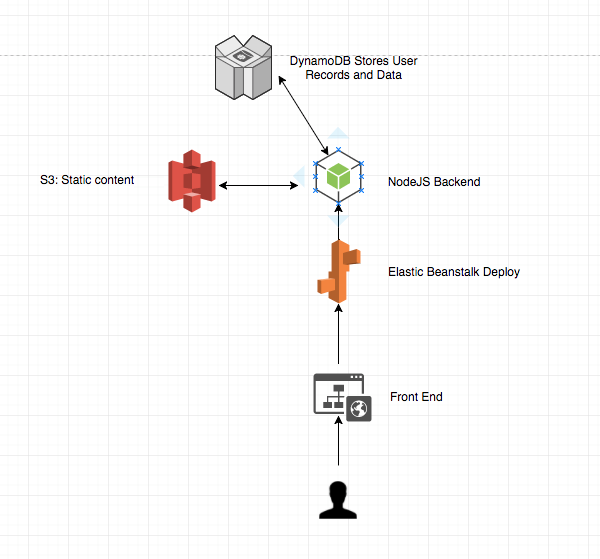 DynamoDB Stores User
Records and Data
S3: Static content
NodeJS Backend
Elastic Beanstalk Deploy
Front End